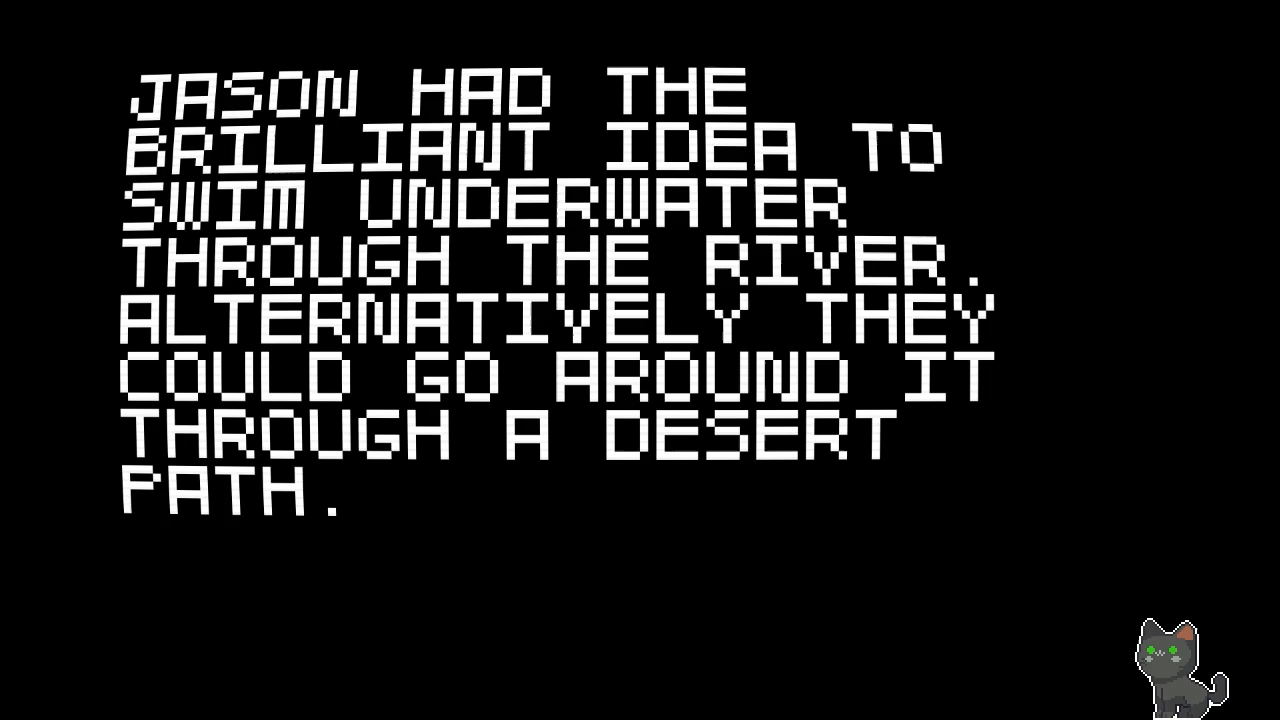 JASON HAD THE
BRILLIANT IDEA TO
SWIM UNDERWATER
THROUGH THE RIVER.
ALTERNATIVELY THEY
COULD GO AROUND IT
THROUGH A DESERT
PATH.